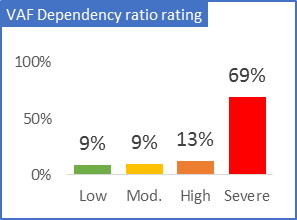 VAF Dependency ratio rating
100%
50%
0%
9%
9%
13%
69%
Low
Mod.
High
Severe